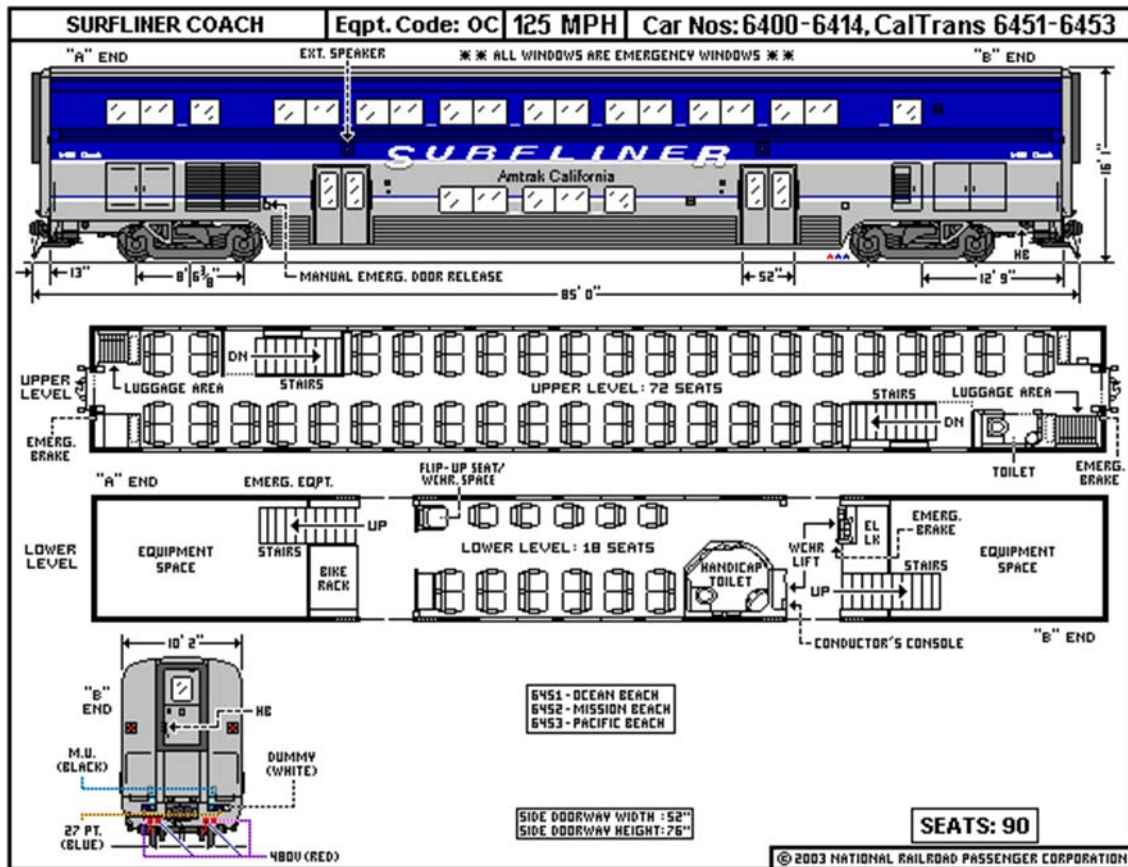 SURFLINER COACH
Eqpt. Code: OC
125 MPH
Car Nos: 6400-6414, CalTrans 6451-6453
"A" END
EXT. SPEAKER
※ ※ ALL WINDOWS ARE EMERGENCY WINDOWS ※ ※
"B" END
SURFLINER
Amtrak California
16' 1"
HB
13"
8' 6 3/8"
MANUAL EMERG. DOOR RELEASE
52"
12' 9"
85' 0"
UPPER
LEVEL
LUGGAGE AREA
DN
STAIRS
UPPER LEVEL: 72 SEATS
STAIRS
LUGGAGE AREA
DN
EMERG.
BRAKE
TOILET
EMERG.
BRAKE
"A" END
EMERG. EQPT.
FLIP-UP SEAT/
WCHR. SPACE
LOWER
LEVEL
EQUIPMENT
SPACE
STAIRS
UP
BIKE
RACK
LOWER LEVEL: 18 SEATS
HANDICAP
TOILET
WCHR
LIFT
EL
LK
EMERG.
BRAKE
STAIRS
UP
EQUIPMENT
SPACE
CONDUCTOR'S CONSOLE
"B" END
10' 2"
"B"
END
HB
M.U.
(BLACK)
DUMMY
(WHITE)
27 PT.
(BLUE)
480V (RED)
6451-OCEAN BEACH
6452-MISSION BEACH
6453-PACIFIC BEACH
SIDE DOORWAY WIDTH :52"
SIDE DOORWAY HEIGHT:76"
SEATS: 90
© 2003 NATIONAL RAILROAD PASSENGER CORPORATION